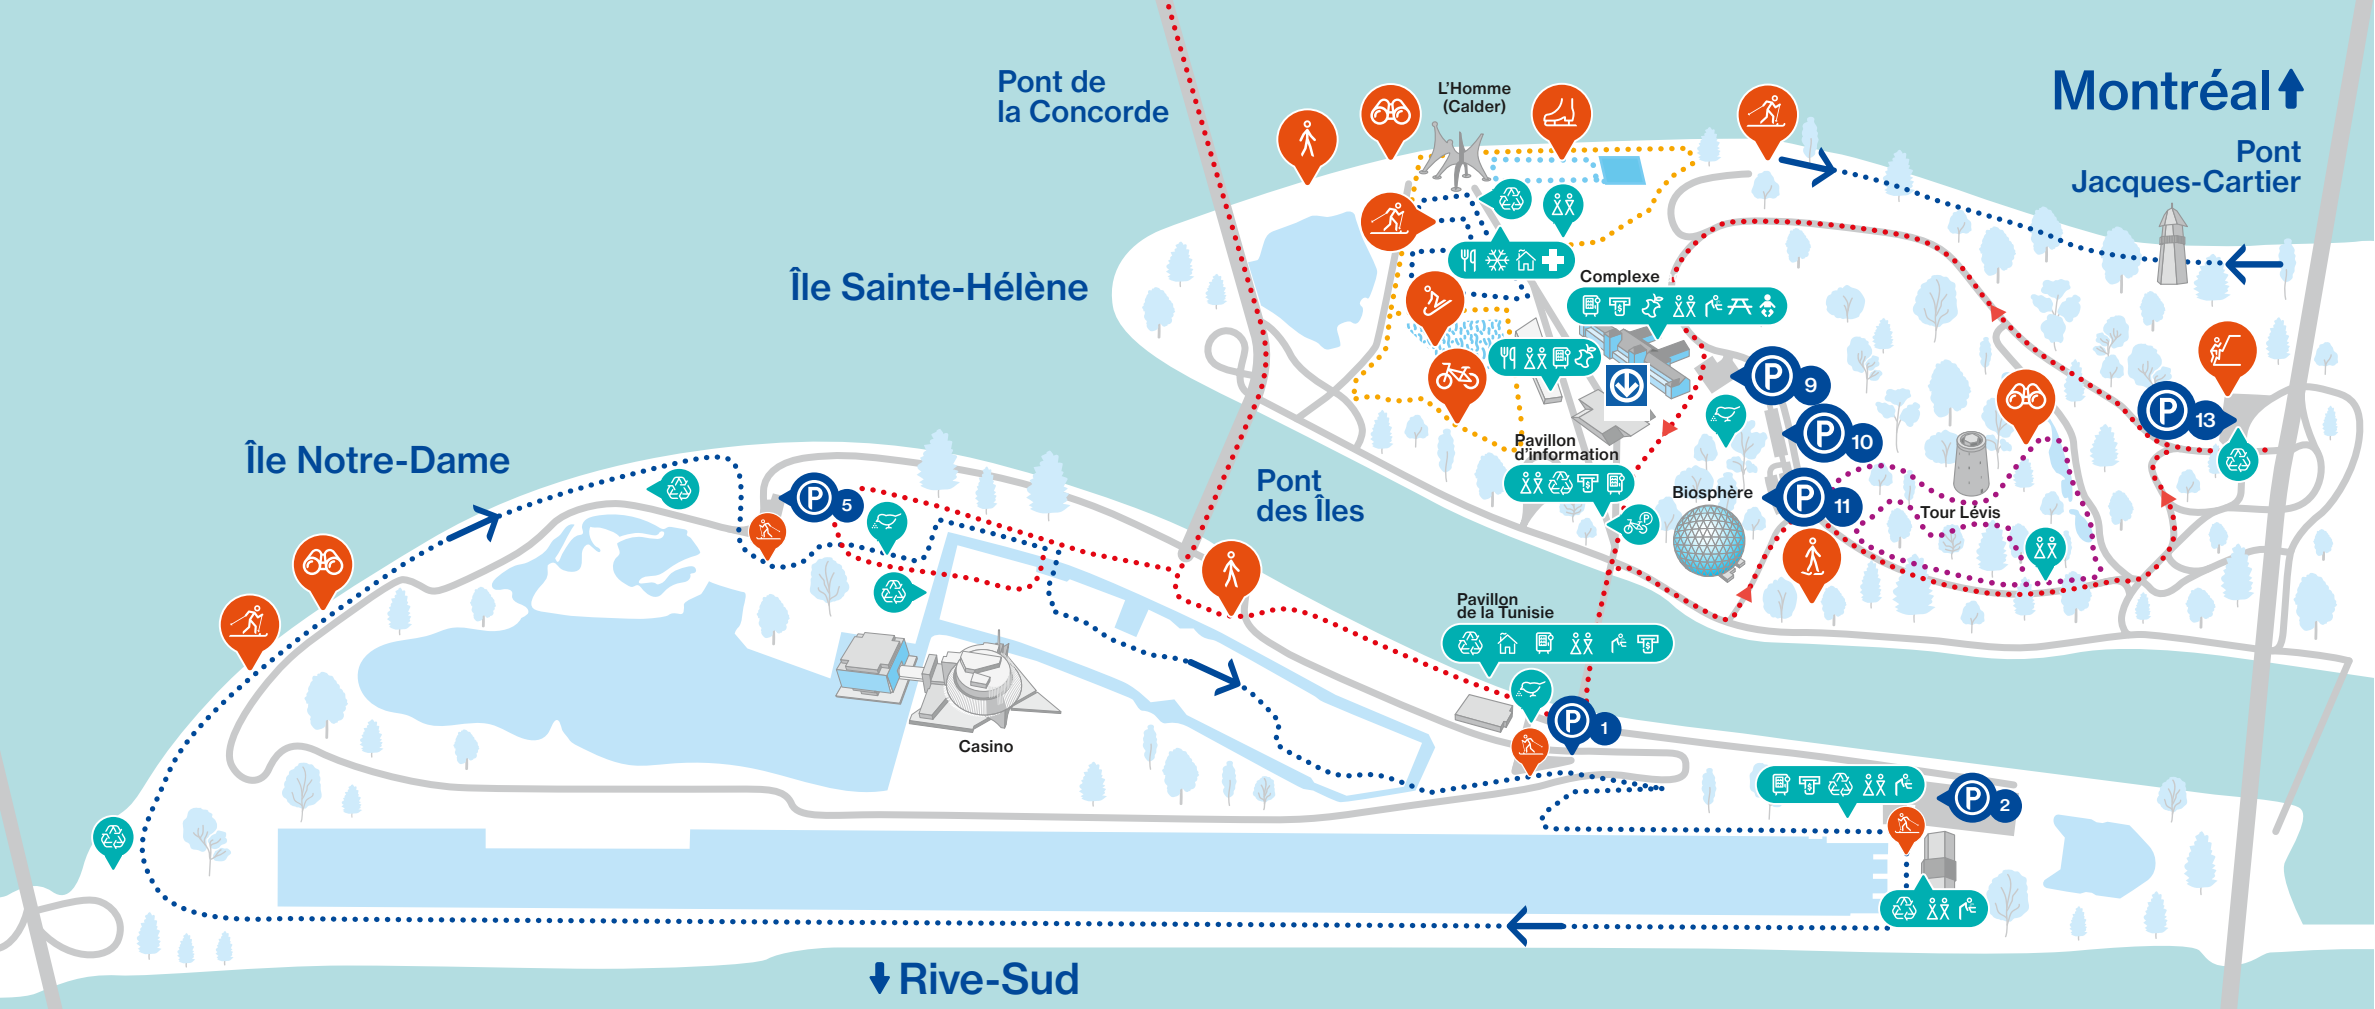 Pont de
la Concorde
L'Homme
(Calder)
Montréal
Pont
Jacques-Cartier
Île Sainte-Hélène
Complexe
P 9
P 13
P 10
Île Notre-Dame
Pavillon
d'information
Pont
des Îles
P 5
Biosphère
P 11
Tour Lévis
P
Pavillon
de la Tunisie
$
$
$
P 1
Casino
$
P 2
Rive-Sud